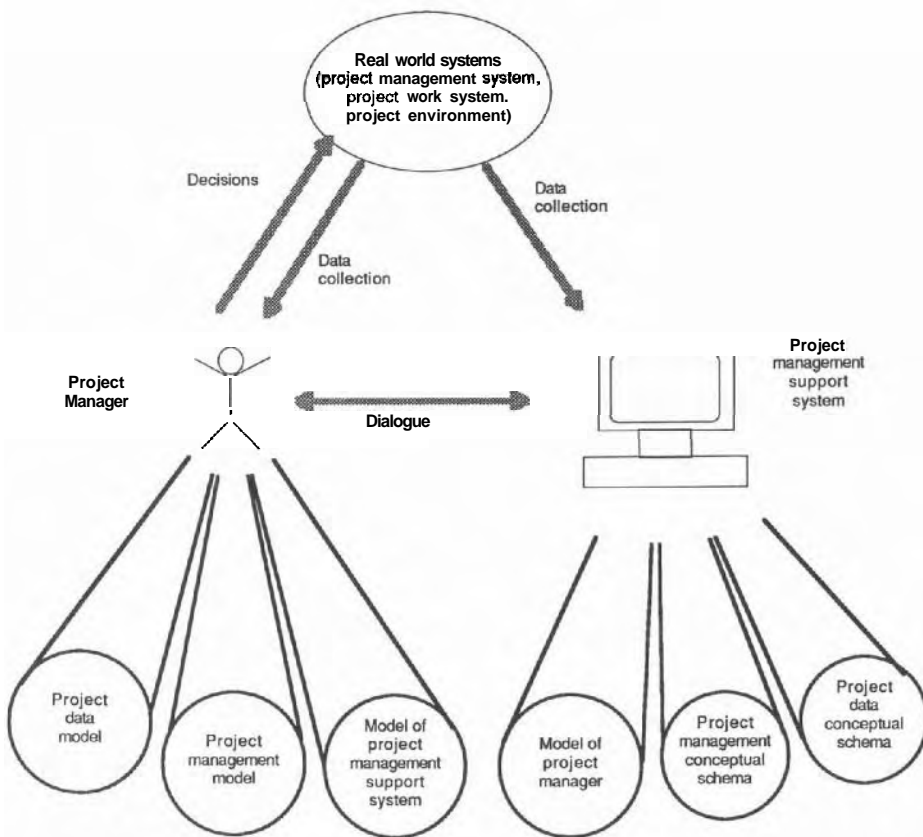 Real world systems
(project management system,
project work system.
project environment)
Decisions
Data
collection
Data
collection
Project
Manager
Dialogue
Project
management
support
system
Project
data
model
Project
management
model
Model of
project
management
support
system
Model of
project
manager
Project
management
conceptual
schema
Project
data
conceptual
schema